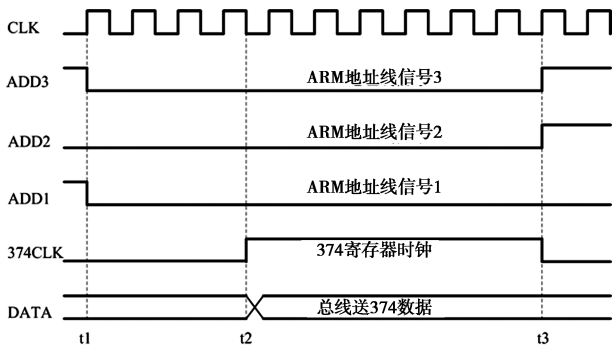 CLK
ADD3 ARM地址线信号3
ADD2 ARM地址线信号2
ADD1 ARM地址线信号1
374CLK 374寄存器时钟
DATA 总线送374数据
t1 t2 t3